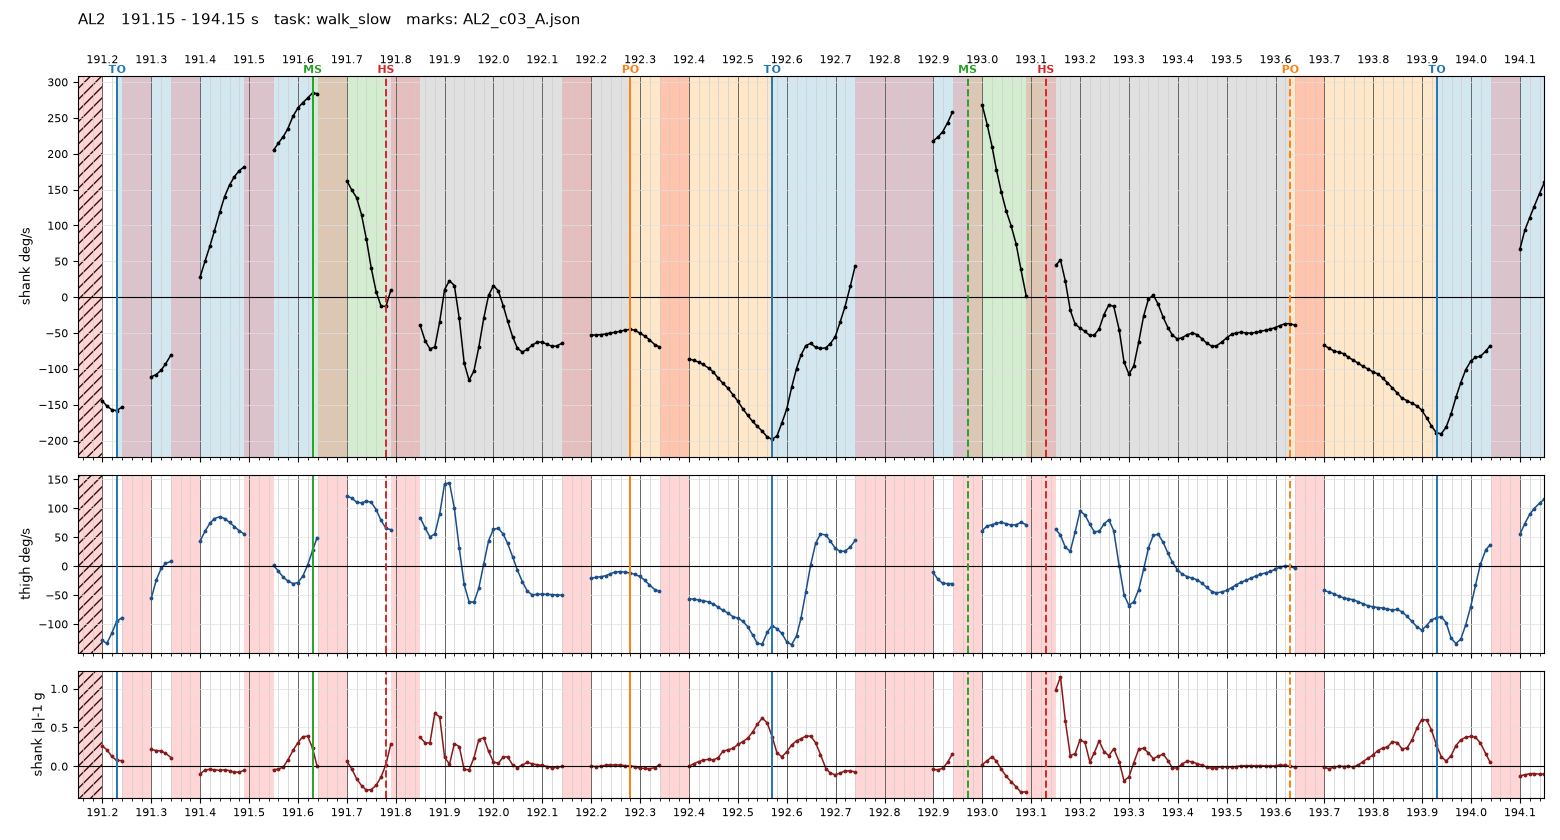 AL2   191.15 - 194.15 s   task: walk_slow   marks: AL2_c03_A.json
191.2 191.3 191.4 191.5 191.6 191.7 191.8 191.9 192.0 192.1 192.2 192.3 192.4 192.5 192.6 192.7 192.8 192.9 193.0 193.1 193.2 193.3 193.4 193.5 193.6 193.7 193.8 193.9 194.0 194.1
TO MS HS PO TO MS HS PO TO
300
250
200
150
100
50
0
−50
−100
−150
−200
shank deg/s
150
100
50
0
−50
−100
thigh deg/s
1.0
0.5
0.0
shank |a|-1 g
191.2 191.3 191.4 191.5 191.6 191.7 191.8 191.9 192.0 192.1 192.2 192.3 192.4 192.5 192.6 192.7 192.8 192.9 193.0 193.1 193.2 193.3 193.4 193.5 193.6 193.7 193.8 193.9 194.0 194.1